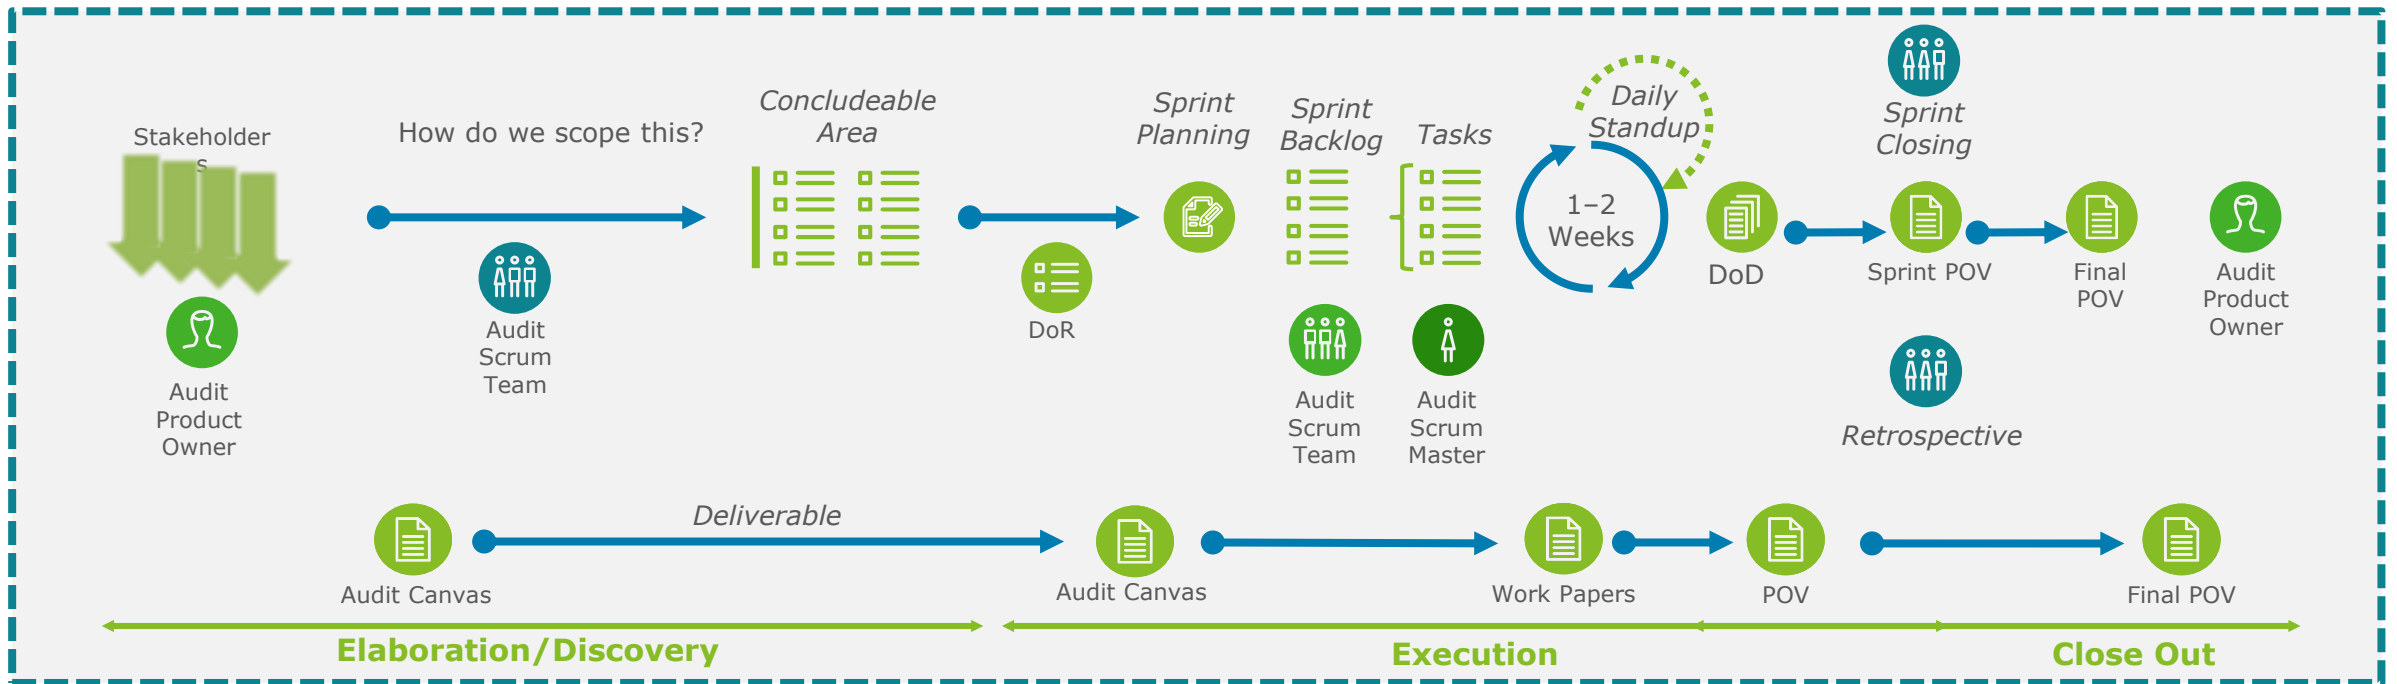 Stakeholder
s
How do we scope this?
Concludeable
Area
Sprint
Planning
Sprint
Backlog
Tasks
Daily
Standup
Sprint
Closing
1–2
Weeks
Audit
Product
Owner
Audit
Scrum
Team
DoR
Audit
Scrum
Team
Audit
Scrum
Master
DoD
Sprint POV
Final
POV
Audit
Product
Owner
Retrospective
Audit Canvas
Deliverable
Audit Canvas
Work Papers
POV
Final POV
Elaboration/Discovery
Execution
Close Out